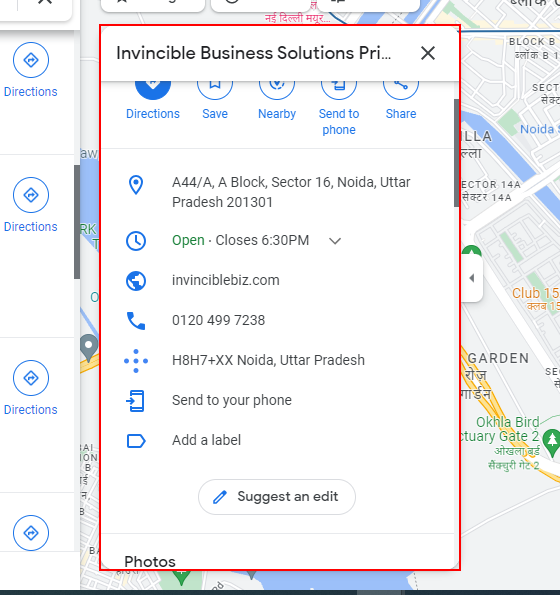 नई दिल्ली मयूर...
Invincible Business Solutions Pri...
Directions
Save
Nearby
Send to
phone
Share
A44/A, A Block, Sector 16, Noida, Uttar
Pradesh 201301
Open · Closes 6:30PM
invinciblebiz.com
0120 499 7238
H8H7+XX Noida, Uttar Pradesh
Send to your phone
Add a label
Suggest an edit
Photos
Directions
Directions
Directions
BLOCK B
ब्लॉक B
SECT
सेक्ट
ILLA
ल्ला
Noida S
ECTOR 14A
सेक्टर 14A
Club 15
क्लब 15
GARDEN
रोज़
गार्डन
Okhla Bird
ctuary Gate 2
ओखला बर्ड
सैंक्चुरी गेट 2